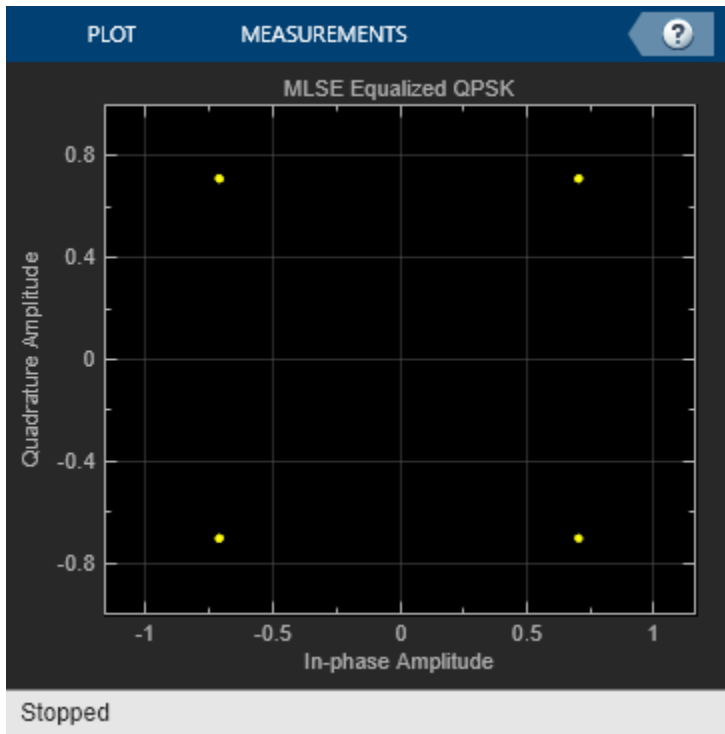 PLOT MEASUREMENTS ?
MLSE Equalized QPSK
0.8
0.4
0
-0.4
-0.8
Quadrature Amplitude
-1 -0.5 0 0.5 1
In-phase Amplitude
Stopped